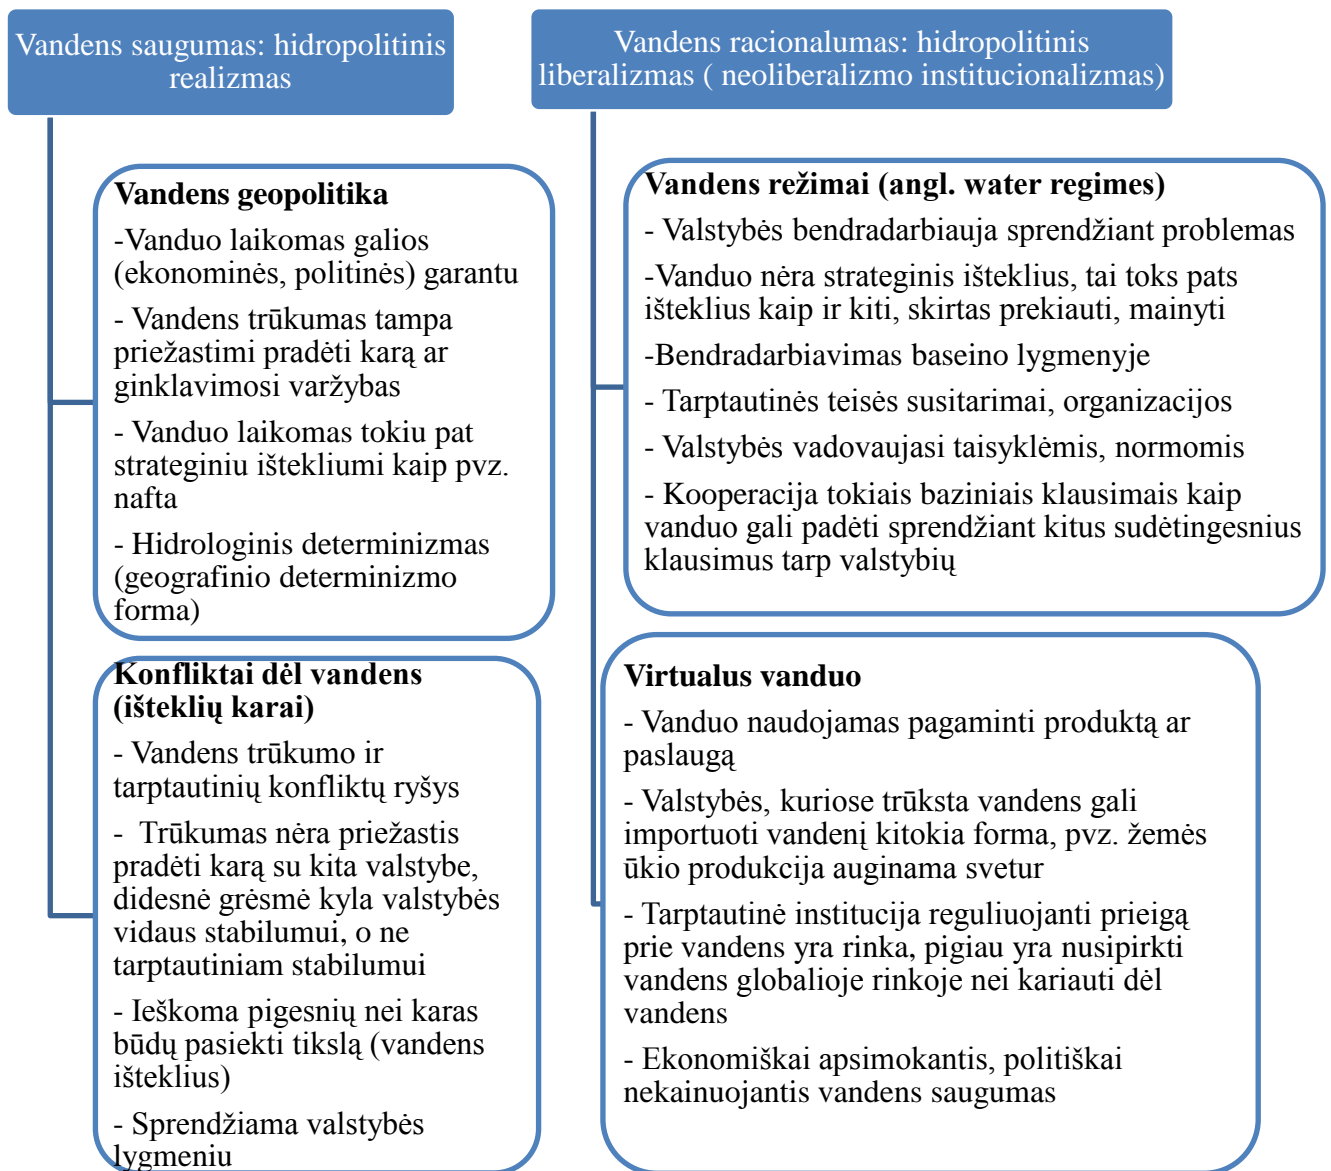 Vandens saugumas: hidropolitinis
realizmas
Vandens geopolitika
-Vanduo laikomas galios
(ekonominės, politinės) garantu
- Vandens trūkumas tampa
priežastimi pradėti karą ar
ginklavimosi varžybas
- Vanduo laikomas tokiu pat
strateginiu ištekliumi kaip pvz.
nafta
- Hidrologinis determinizmas
(geografinio determinizmo
forma)
Konfliktai dėl vandens
(išteklių karai)
- Vandens trūkumo ir
tarptautinių konfliktų ryšys
- Trūkumas nėra priežastis
pradėti karą su kita valstybe,
didesnė grėsmė kyla valstybės
vidaus stabilumui, o ne
tarptautiniam stabilumui
- Ieškoma pigesnių nei karas
būdų pasiekti tikslą (vandens
išteklius)
- Sprendžiama valstybės
lygmeniu
Vandens racionalumas: hidropolitinis
liberalizmas ( neoliberalizmo institucionalizmas)
Vandens režimai (angl. water regimes)
- Valstybės bendradarbiauja sprendžiant problemas
-Vanduo nėra strateginis išteklius, tai toks pats
išteklius kaip ir kiti, skirtas prekiauti, mainyti
-Bendradarbiavimas baseino lygmenyje
- Tarptautinės teisės susitarimai, organizacijos
- Valstybės vadovaujasi taisyklėmis, normomis
- Kooperacija tokiais baziniais klausimais kaip
vanduo gali padėti sprendžiant kitus sudėtingesnius
klausimus tarp valstybių
Virtualus vanduo
- Vanduo naudojamas pagaminti produktą ar
paslaugą
- Valstybės, kuriose trūksta vandens gali
importuoti vandenį kitokia forma, pvz. žemės
ūkio produkcija auginama svetur
- Tarptautinė institucija reguliuojanti prieigą
prie vandens yra rinka, pigiau yra nusipirkti
vandens globalioje rinkoje nei kariauti dėl
vandens
- Ekonomiškai apsimokantis, politiškai
nekainuojantis vandens saugumas